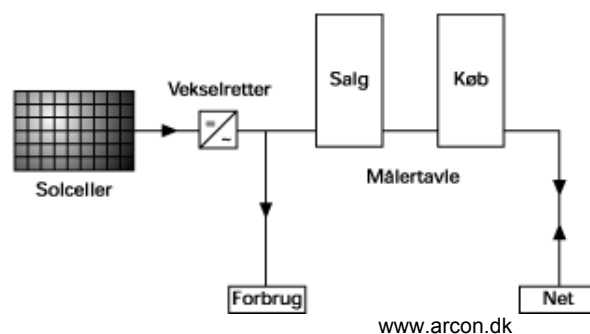 Salg
Køb
Vekselretter
=
~
Solceller
Målertavle
Forbrug
Net
www.arcon.dk